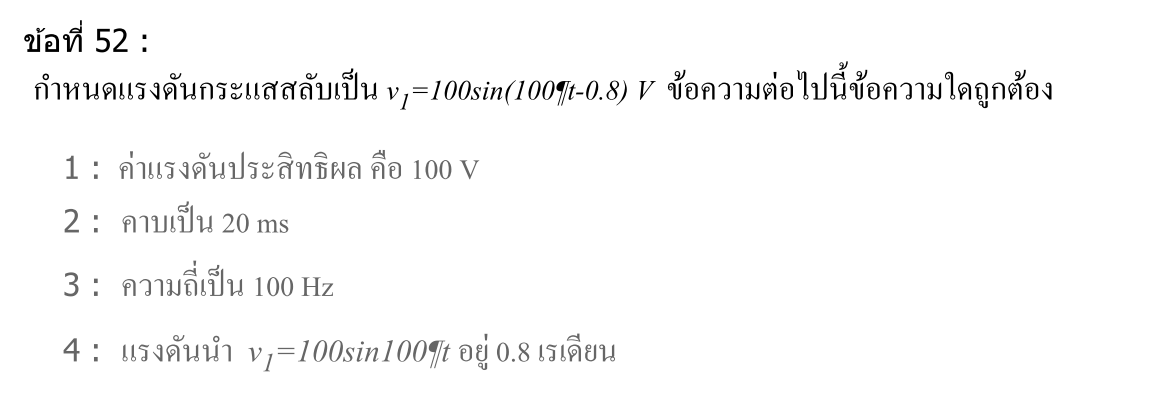 ข้อที่ 52 :
กำหนดแรงดันกระแสสลับเป็น v1=100sin(100¶t-0.8) V ข้อความต่อไปนี้ข้อความใดถูกต้อง
1 : ค่าแรงดันประสิทธิผล คือ 100 V
2 : คาบเป็น 20 ms
3 : ความถี่เป็น 100 Hz
4 : แรงดันนำ v1=100sin100¶t อยู่ 0.8 เรเดียน